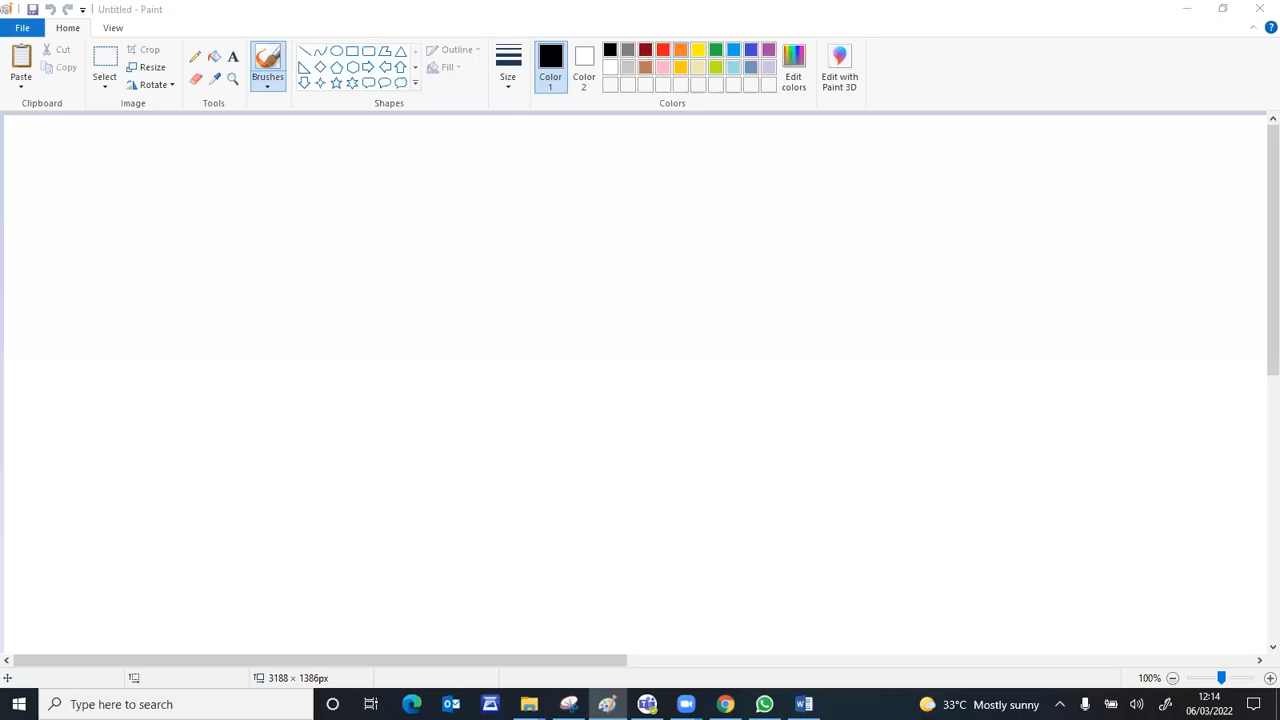 Untitled - Paint
File Home View
Paste
Cut
Copy
Clipboard
Select
Crop
Resize
Rotate
Image
A
Tools
Brushes
Outline
Fill
Shapes
Size
Color 1
Color 2
Edit colors
Colors
Edit with Paint 3D
3188 × 1386px
100%
Type here to search
33°C Mostly sunny
12:14
06/03/2022